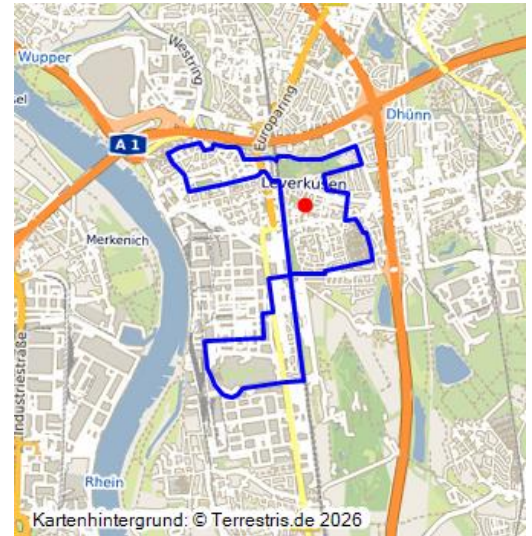 Wupper
Westring
Europaring
Dhünn
A 1
Leverkusen
Merkenich
Industriestraße
Rhein
Kartenhintergrund: © Terrestris.de 2026